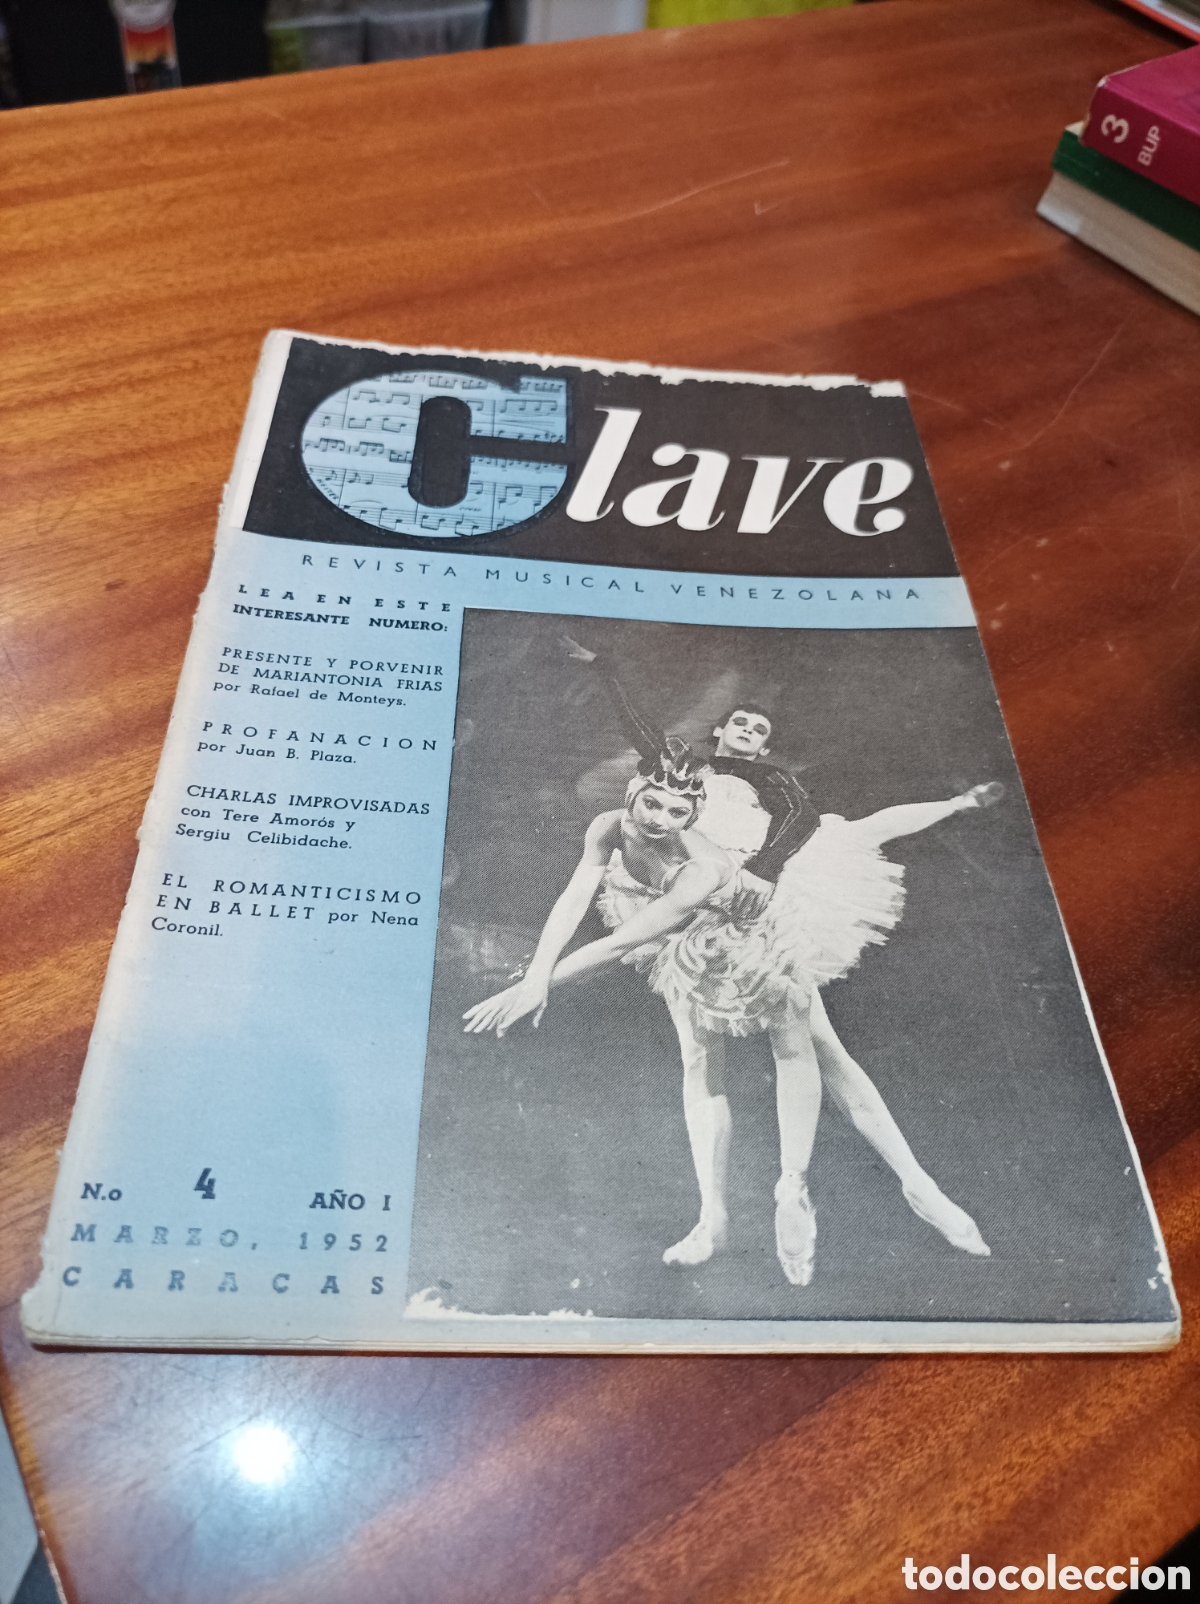 3
BUP
Clave
REVISTA MUSICAL VENEZOLANA
LEA EN ESTE
INTERESANTE NUMERO:
PRESENTE Y PORVENIR
DE MARIANTONIA FRIAS
por Rafael de Monteys.
PROFANACION
por Juan B. Plaza.
CHARLAS IMPROVISADAS
con Tere Amorós y
Sergiu Celibidache.
EL ROMANTICISMO
EN BALLET por Nena
Coronil.
N.o 4 AÑO I
MARZO, 1952
CARACAS
todocoleccion